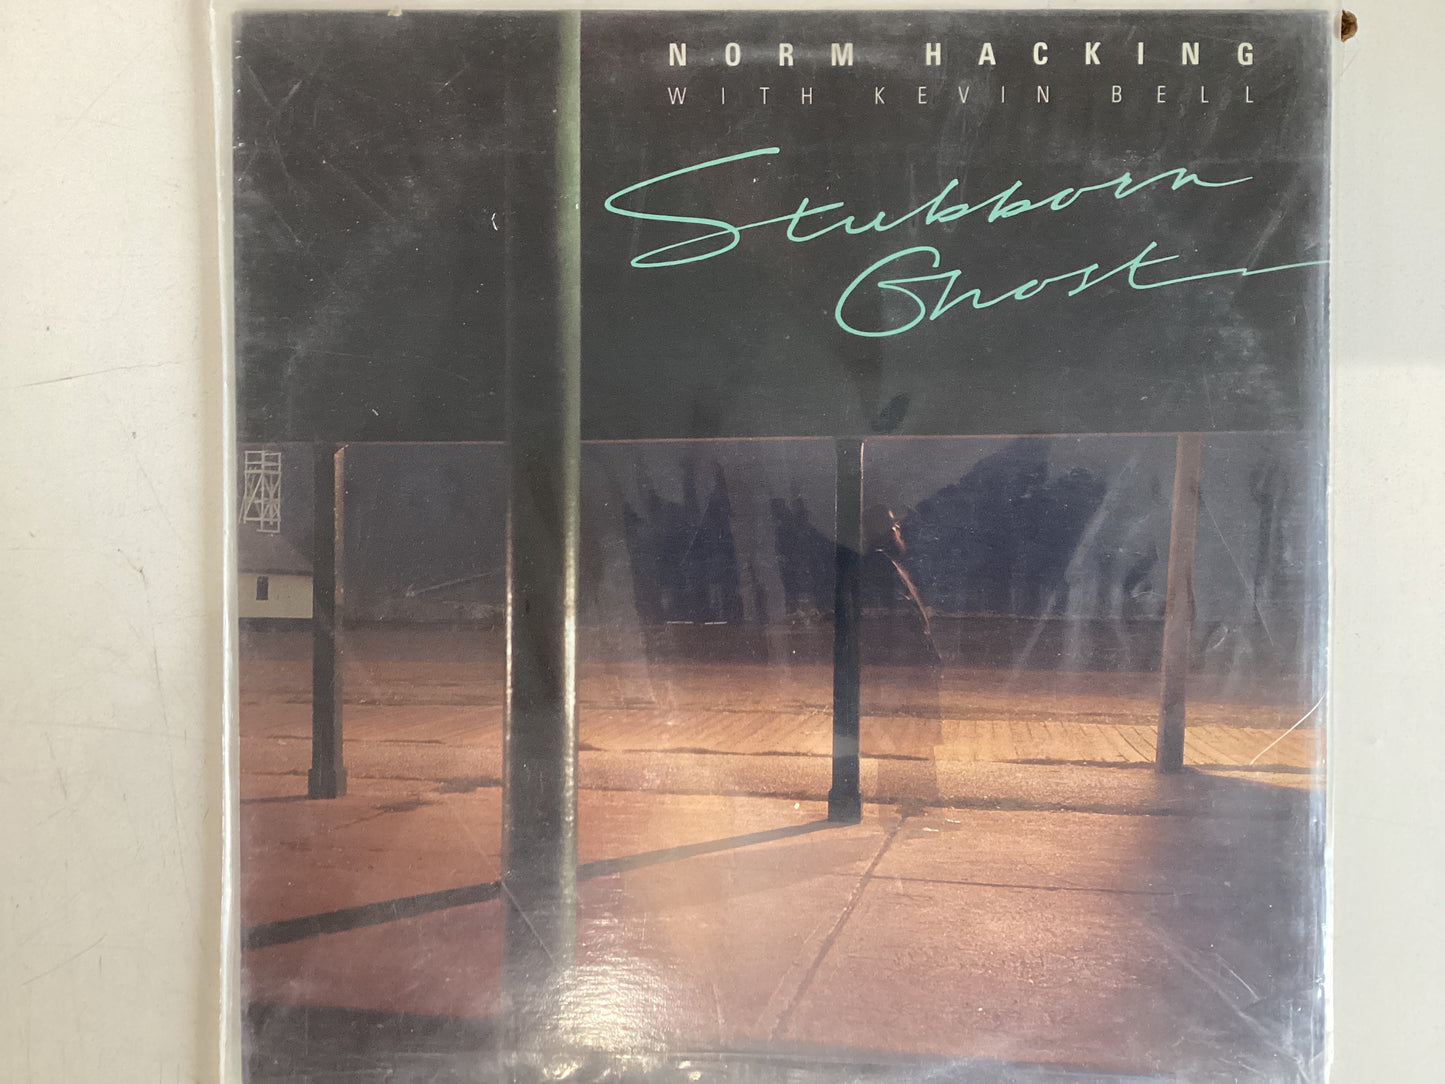 NORM HACKING
WITH KEVIN BELL
Stubborn
Ghost